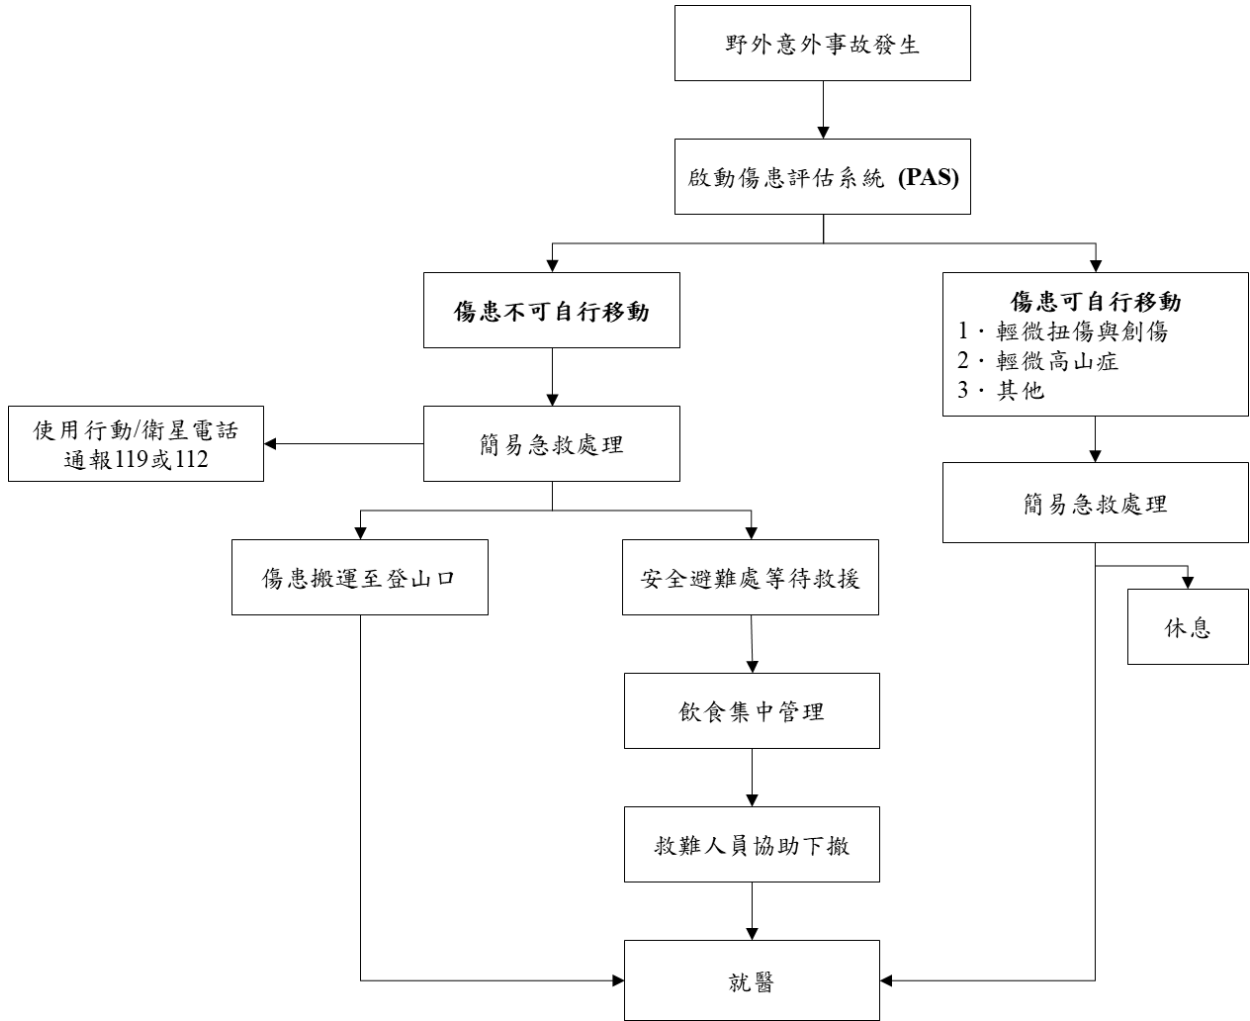 野外意外事故發生
啟動傷患評估系統 (PAS)
傷患不可自行移動
傷患可自行移動
1．輕微扭傷與創傷
2．輕微高山症
3．其他
使用行動/衛星電話
通報119或112
簡易急救處理
簡易急救處理
傷患搬運至登山口
安全避難處等待救援
休息
飲食集中管理
救難人員協助下撤
就醫